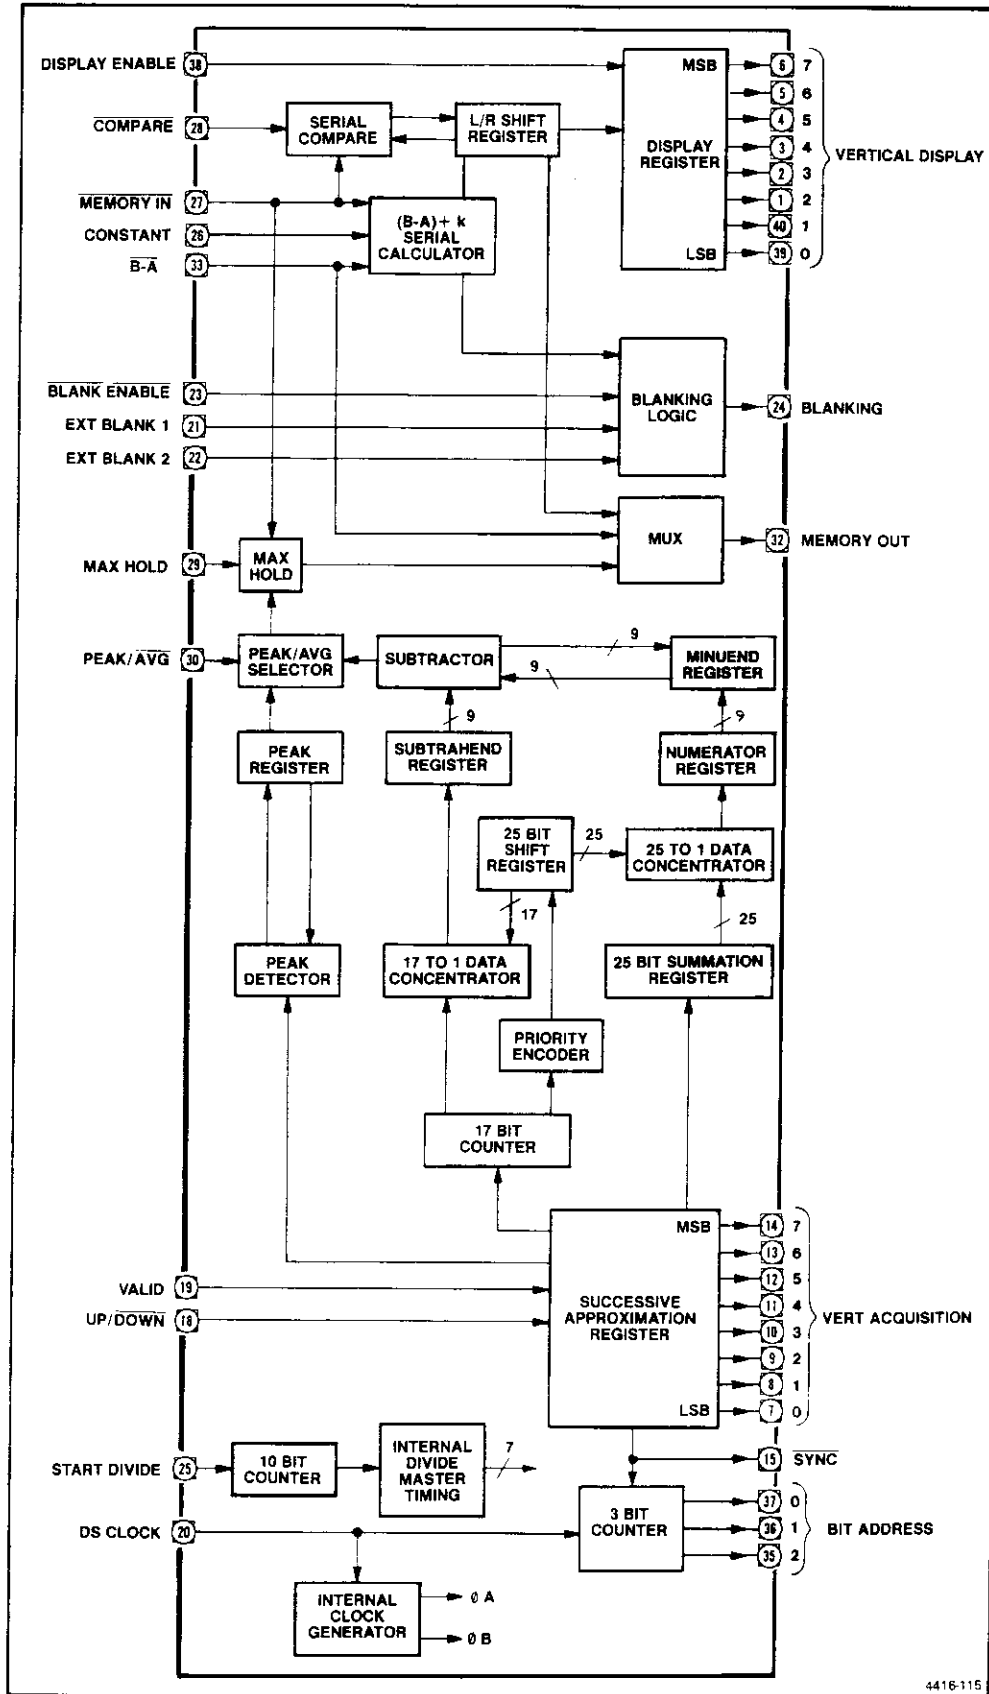 DISPLAY ENABLE 38
MSB
6 7
5 6
4 5
3 4
2 3
1 2
40 1
LSB
39 0
VERTICAL DISPLAY
COMPARE 28
SERIAL
COMPARE
L/R SHIFT
REGISTER
DISPLAY
REGISTER
MEMORY IN 27
CONSTANT 26
B-A 33
(B-A)+ k
SERIAL
CALCULATOR
BLANK ENABLE 23
EXT BLANK 1 21
EXT BLANK 2 22
BLANKING
LOGIC
24 BLANKING
MAX HOLD 29
MAX
HOLD
MUX
32 MEMORY OUT
PEAK/AVG 30
PEAK/AVG
SELECTOR
SUBTRACTOR
9
9
MINUEND
REGISTER
9
9
PEAK
REGISTER
SUBTRAHEND
REGISTER
NUMERATOR
REGISTER
25 BIT
SHIFT
REGISTER
25
25 TO 1 DATA
CONCENTRATOR
17
25
PEAK
DETECTOR
17 TO 1 DATA
CONCENTRATOR
25 BIT SUMMATION
REGISTER
PRIORITY
ENCODER
17 BIT
COUNTER
MSB
14 7
13 6
12 5
11 4
10 3
9 2
8 1
LSB
7 0
VERT ACQUISITION
VALID 19
UP/DOWN 18
SUCCESSIVE
APPROXIMATION
REGISTER
START DIVIDE 25
10 BIT
COUNTER
INTERNAL
DIVIDE
MASTER
TIMING
7
15 SYNC
DS CLOCK 20
3 BIT
COUNTER
37 0
36 1
35 2
BIT ADDRESS
INTERNAL
CLOCK
GENERATOR
Ø A
Ø B
4416-115